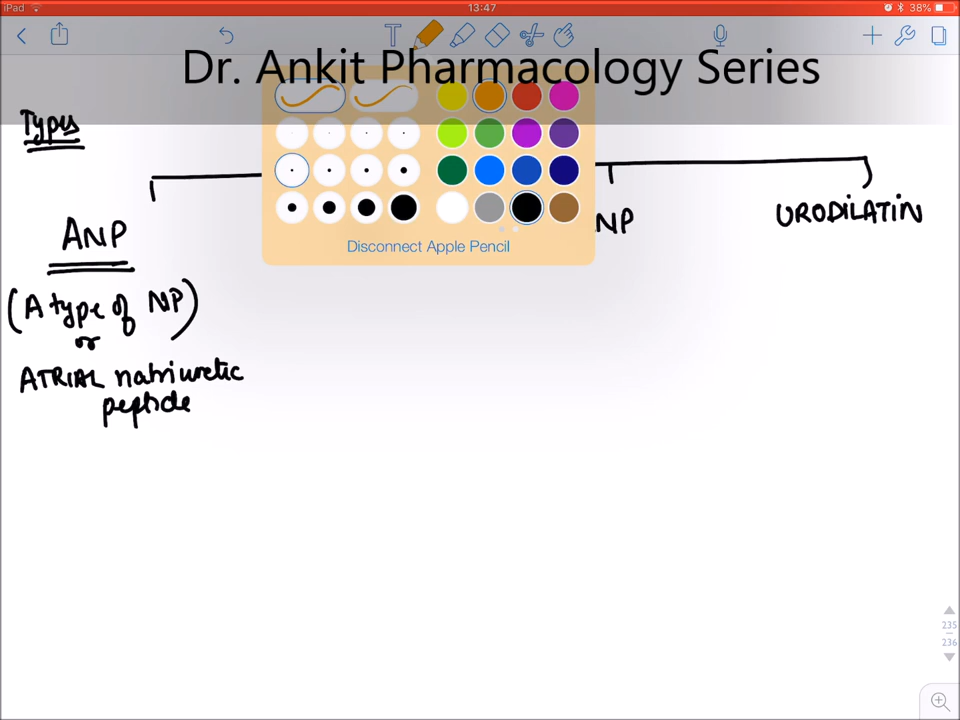 iPad 13:47 38%
T
Dr. Ankit Pharmacology Series
Types
Disconnect Apple Pencil
ANP NP URODILATIN
(A type of NP)
or
ATRIAL natriuretic
peptide
235
236